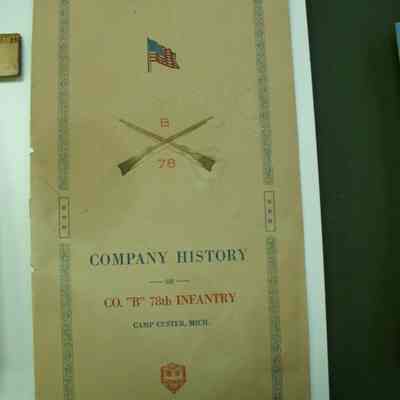 B
78
COMPANY HISTORY
OF
CO. "B" 78th INFANTRY
CAMP CUSTER, MICH.